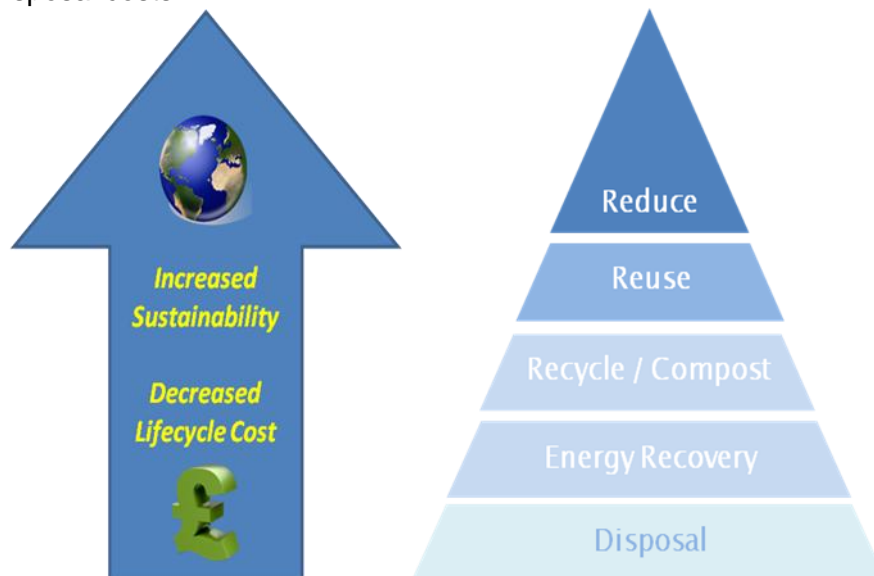 Increased
Sustainability
Decreased
Lifecycle Cost
£
Reduce
Reuse
Recycle / Compost
Energy Recovery
Disposal